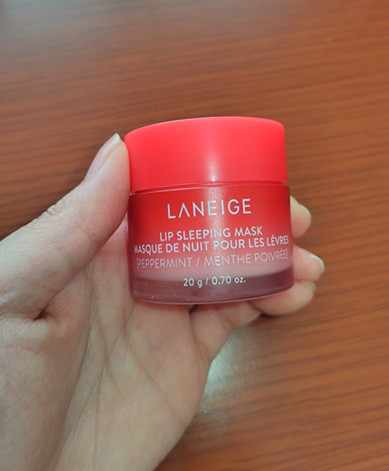 LANEIGE
LIP SLEEPING MASK
MASQUE DE NUIT POUR LES LÈVRES
[PEPPERMINT / MENTHE POIVRÉE]
20 g / 0.70 oz.